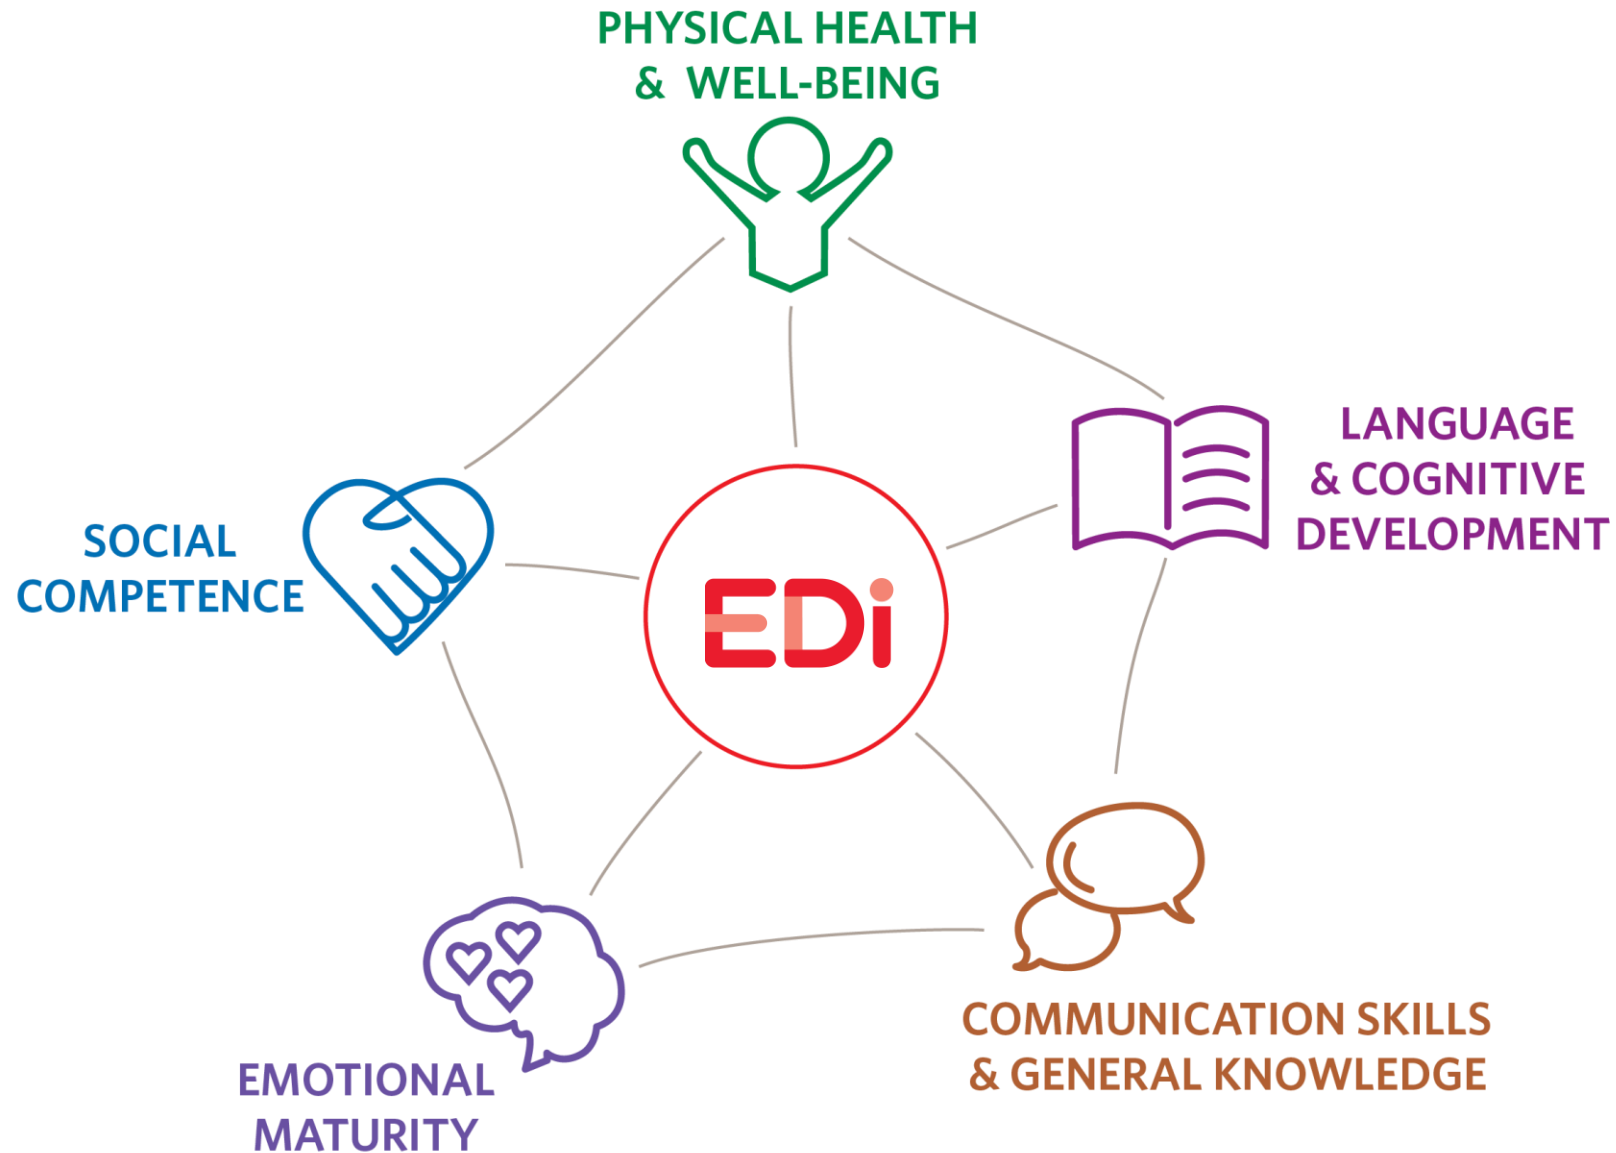 PHYSICAL HEALTH
& WELL-BEING
LANGUAGE
& COGNITIVE
DEVELOPMENT
SOCIAL
COMPETENCE
EDi
COMMUNICATION SKILLS
& GENERAL KNOWLEDGE
EMOTIONAL
MATURITY